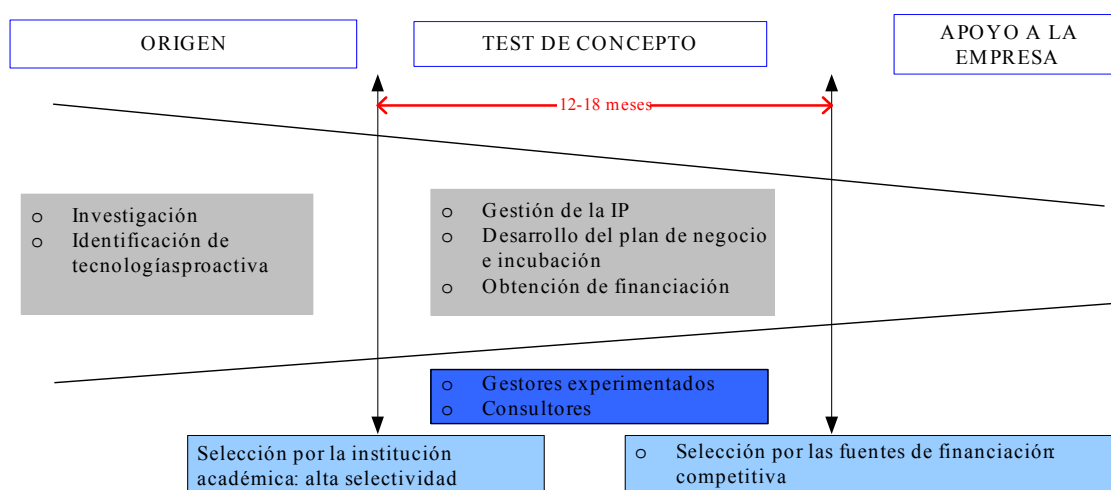 ORIGEN
TEST DE CONCEPTO
APOYO A LA
EMPRESA
12-18 meses
o Investigación
o Identificación de
tecnologías:proactiva
o Gestión de la IP
o Desarrollo del plan de negocio
e incubación
o Obtención de financiación
o Gestores experimentados
o Consultores
Selección por la institución
académica: alta selectividad
o Selección por las fuentes de financiación:
competitiva